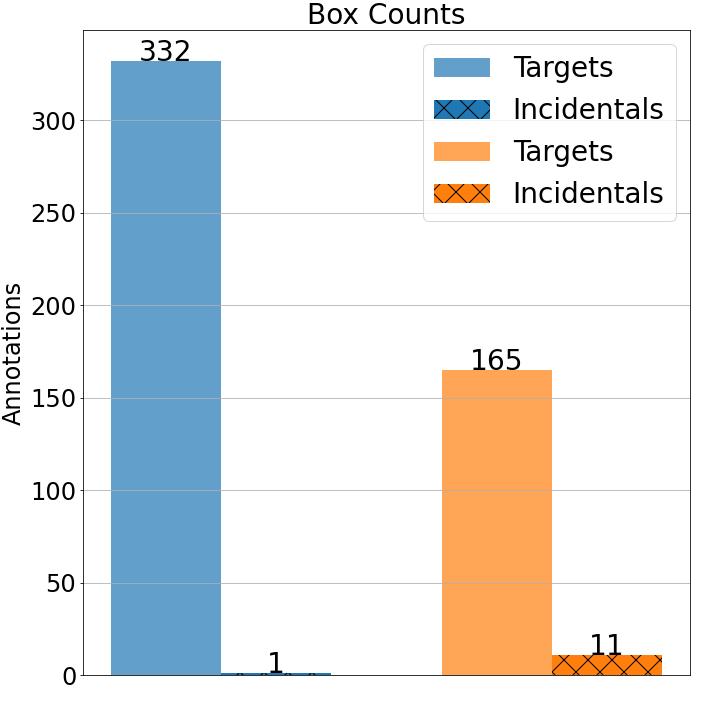 Box Counts
332
Targets
Incidentals
Targets
Incidentals
300
250
200
165
150
100
50
11
1
0
Annotations